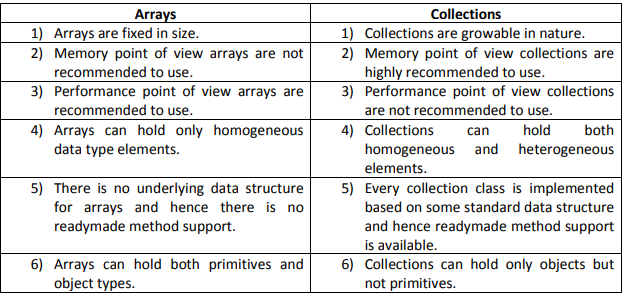 Arrays
Collections
1) Arrays are fixed in size.
1) Collections are growable in nature.
2) Memory point of view arrays are not
recommended to use.
2) Memory point of view collections are
highly recommended to use.
3) Performance point of view arrays are
recommended to use.
3) Performance point of view collections
are not recommended to use.
4) Arrays can hold only homogeneous
data type elements.
4) Collections can hold both
homogeneous and heterogeneous
elements.
5) There is no underlying data structure
for arrays and hence there is no
readymade method support.
5) Every collection class is implemented
based on some standard data structure
and hence readymade method support
is available.
6) Arrays can hold both primitives and
object types.
6) Collections can hold only objects but
not primitives.